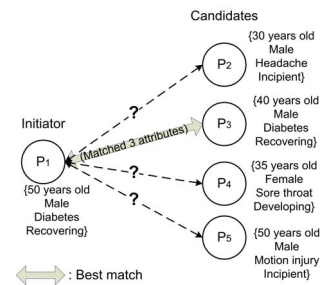 Candidates
{30 years old
Male
Headache
Incipient}
P2
?
Initiator
{40 years old
Male
Diabetes
Recovering}
P3
(Matched 3 attributes)
P1
{50 years old
Male
Diabetes
Recovering}
?
{35 years old
Female
Sore throat
Developing}
P4
?
{50 years old
Male
Motion injury
Incipient}
P5
: Best match